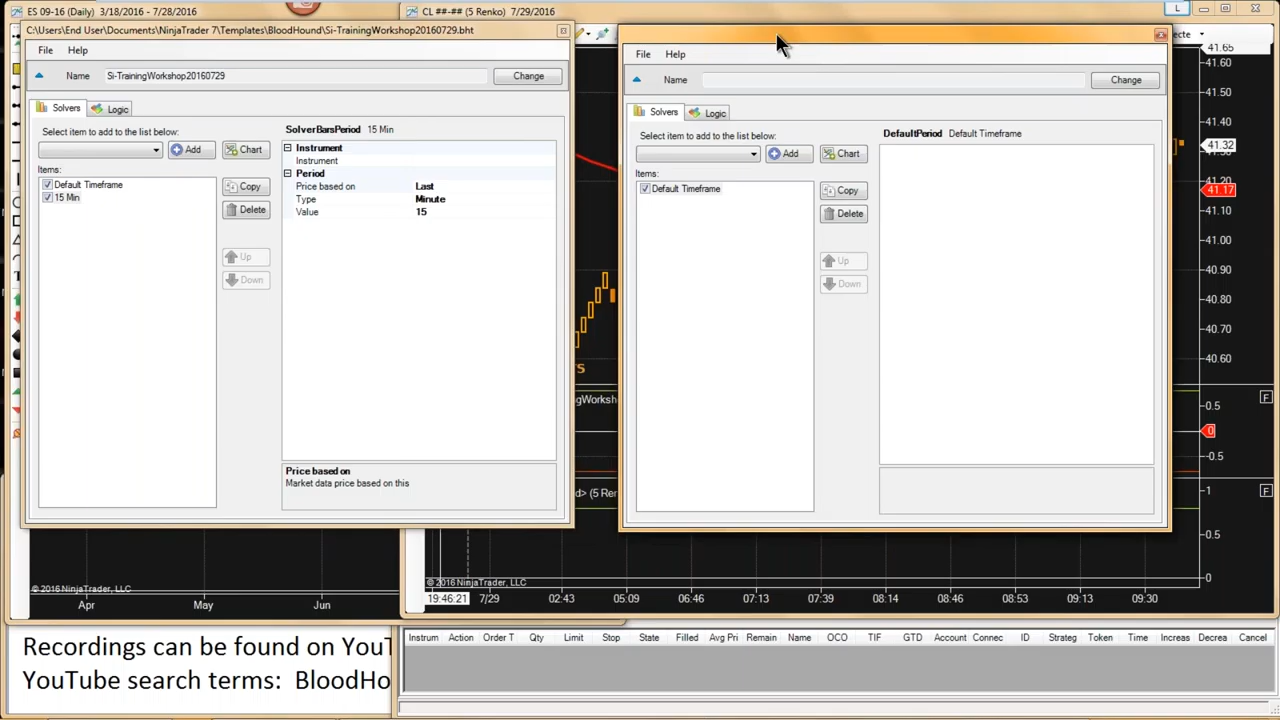 ES 09-16 (Daily) 3/18/2016 - 7/28/2016
CL ##-## (5 Renko) 7/29/2016
L
C:\Users\End User\Documents\NinjaTrader 7\Templates\BloodHound\Si-TrainingWorkshop20160729.bht
File Help
Name Si-TrainingWorkshop20160729 Change
Solvers Logic
Select item to add to the list below:
Add Chart
Items:
Default Timeframe
15 Min
Copy
Delete
Up
Down
SolverBarsPeriod 15 Min
Instrument
Instrument
Period
Price based on Last
Type Minute
Value 15
Price based on
Market data price based on this
File Help
Name Change
Solvers Logic
Select item to add to the list below:
Add Chart
Items:
Default Timeframe
Copy
Delete
Up
Down
DefaultPeriod Default Timeframe
41.65
41.60
41.50
41.40
41.32
41.20
41.17
41.10
41.00
40.90
40.80
40.70
40.60
F
0.5
0
-0.5
F
1
0.5
0
© 2016 NinjaTrader, LLC
Apr May Jun
© 2016 NinjaTrader, LLC
19:46:21 7/29 02:43 05:09 06:46 07:13 07:39 08:14 08:46 08:53 09:13 09:30
Instrum Action Order T Qty Limit Stop State Filled Avg Pri Remain Name OCO TIF GTD Account Connec ID Strateg Token Time Increas Decrea Cancel
Recordings can be found on YouT
YouTube search terms: BloodHo